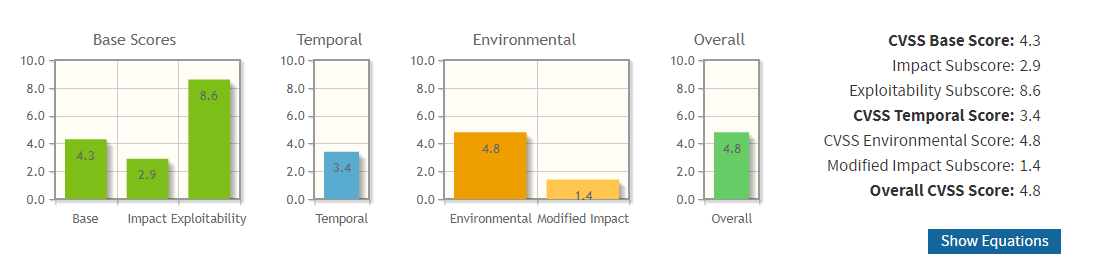 Base Scores
10.0
8.0
6.0
4.0
2.0
0.0
4.3
2.9
8.6
Base
Impact
Exploitability
Temporal
10.0
8.0
6.0
4.0
2.0
0.0
3.4
Temporal
Environmental
10.0
8.0
6.0
4.0
2.0
0.0
4.8
1.4
Environmental
Modified Impact
Overall
10.0
8.0
6.0
4.0
2.0
0.0
4.8
Overall
CVSS Base Score: 4.3
Impact Subscore: 2.9
Exploitability Subscore: 8.6
CVSS Temporal Score: 3.4
CVSS Environmental Score: 4.8
Modified Impact Subscore: 1.4
Overall CVSS Score: 4.8
Show Equations